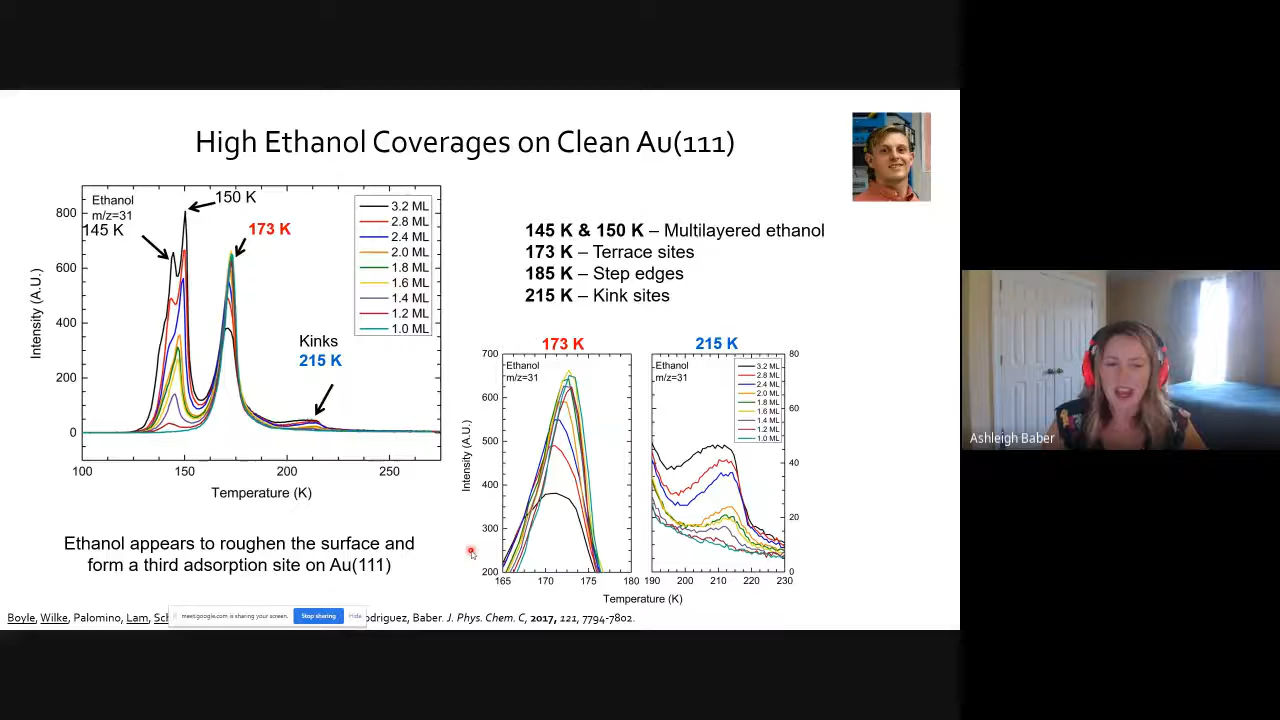 High Ethanol Coverages on Clean Au(111)
Ethanol
m/z=31
145 K
150 K
173 K
Kinks
215 K
3.2 ML
2.8 ML
2.4 ML
2.0 ML
1.8 ML
1.6 ML
1.4 ML
1.2 ML
1.0 ML
Intensity (A.U.)
800
600
400
200
0
100 150 200 250
Temperature (K)
Ethanol appears to roughen the surface and
form a third adsorption site on Au(111)
145 K & 150 K – Multilayered ethanol
173 K – Terrace sites
185 K – Step edges
215 K – Kink sites
173 K
Ethanol
m/z=31
Intensity (A.U.)
700
600
500
400
300
200
165 170 175 180
215 K
Ethanol
m/z=31
3.2 ML
2.8 ML
2.4 ML
2.0 ML
1.8 ML
1.6 ML
1.4 ML
1.2 ML
1.0 ML
80
60
40
20
0
190 200 210 220 230
Temperature (K)
Boyle, Wilke, Palomino, Lam, Sch
meet.google.com is sharing your screen. Stop sharing Hide
odriguez, Baber. J. Phys. Chem. C, 2017, 121, 7794-7802.
Ashleigh Baber